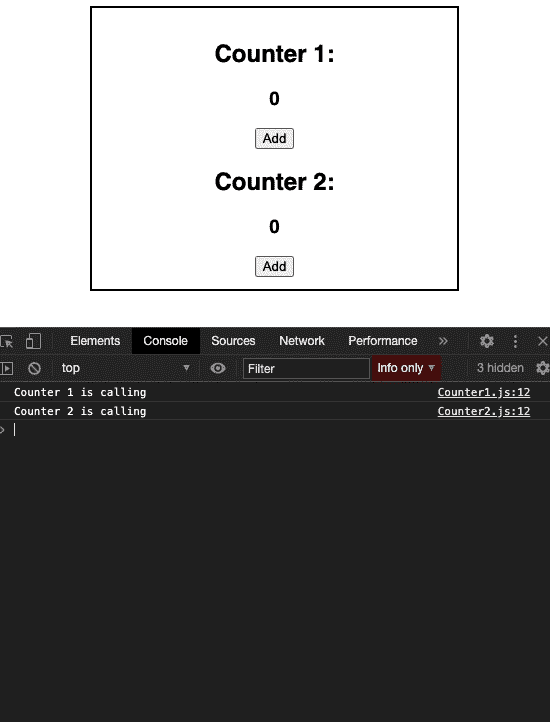 Counter 1:
0
Add
Counter 2:
0
Add
Elements Console Sources Network Performance »
top ▼ Filter Info only ▼ 3 hidden
Counter 1 is calling Counter1.js:12
Counter 2 is calling Counter2.js:12
>